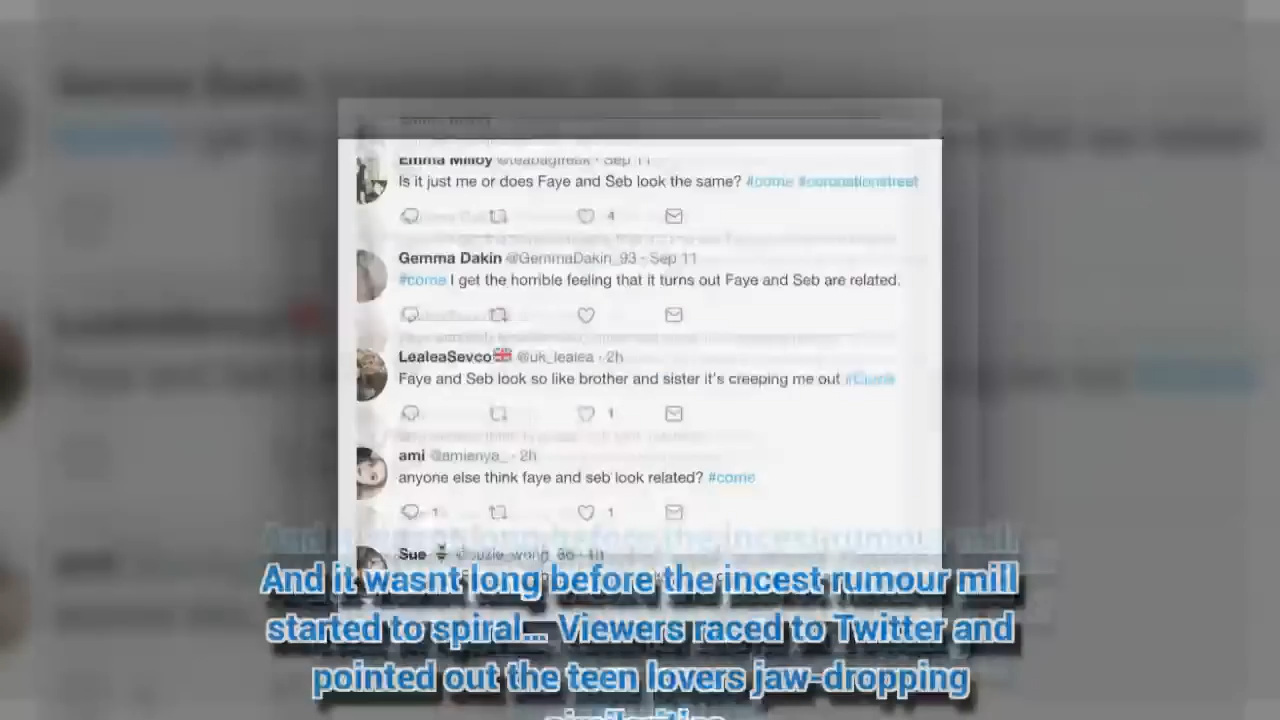 Emma Milloy @teabagfreak · Sep 11
Is it just me or does Faye and Seb look the same? #corrie #coronationstreet
4
Gemma Dakin @GemmaDakin_93 · Sep 11
#corrie I get the horrible feeling that it turns out Faye and Seb are related.
LealeaSevco🇬🇧 @uk_lealea · 2h
Faye and Seb look so like brother and sister it's creeping me out
1
ami @amienya_ · 2h
anyone else think faye and seb look related? #corrie
1 1
Sue
And it wasnt long before the incest rumour mill
started to spiral... Viewers raced to Twitter and
pointed out the teen lovers jaw-dropping